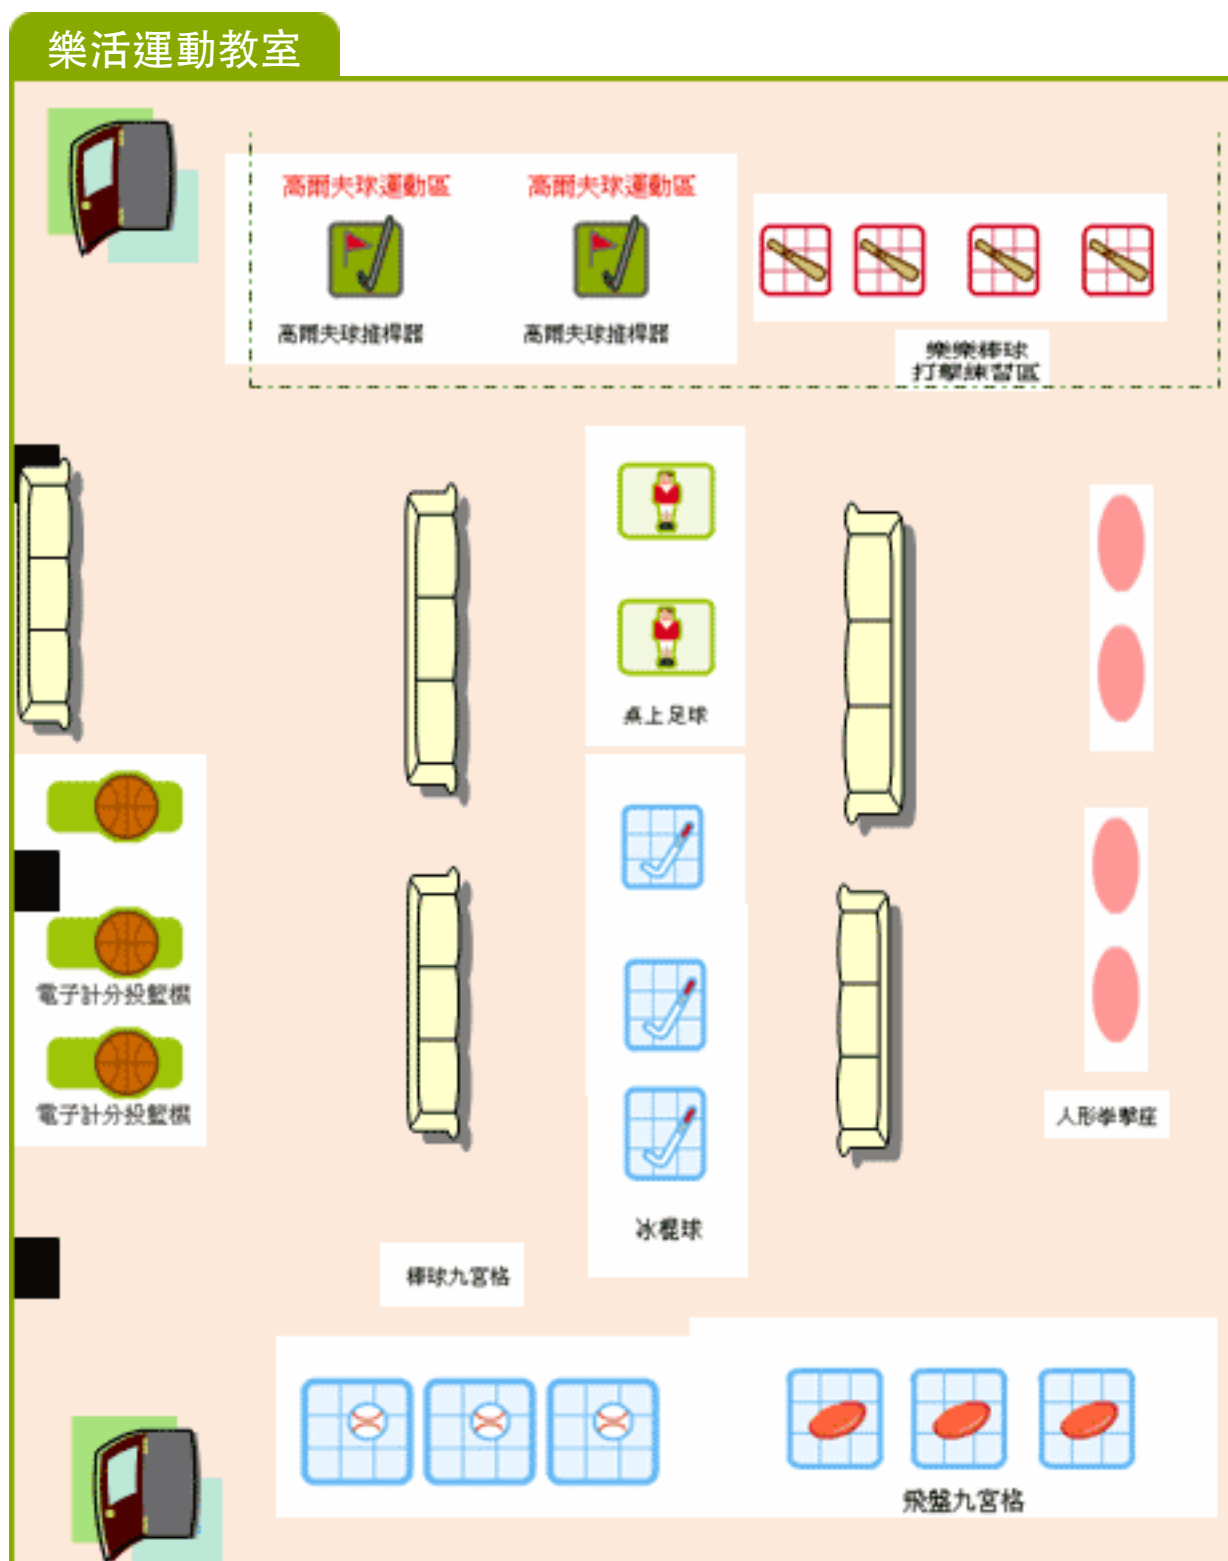 樂活運動教室
高爾夫球運動區
高爾夫球運動區
高爾夫球推桿器
高爾夫球推桿器
樂樂棒球
打擊練習區
桌上足球
電子計分投籃機
電子計分投籃機
人形拳擊座
冰棍球
棒球九宮格
飛盤九宮格